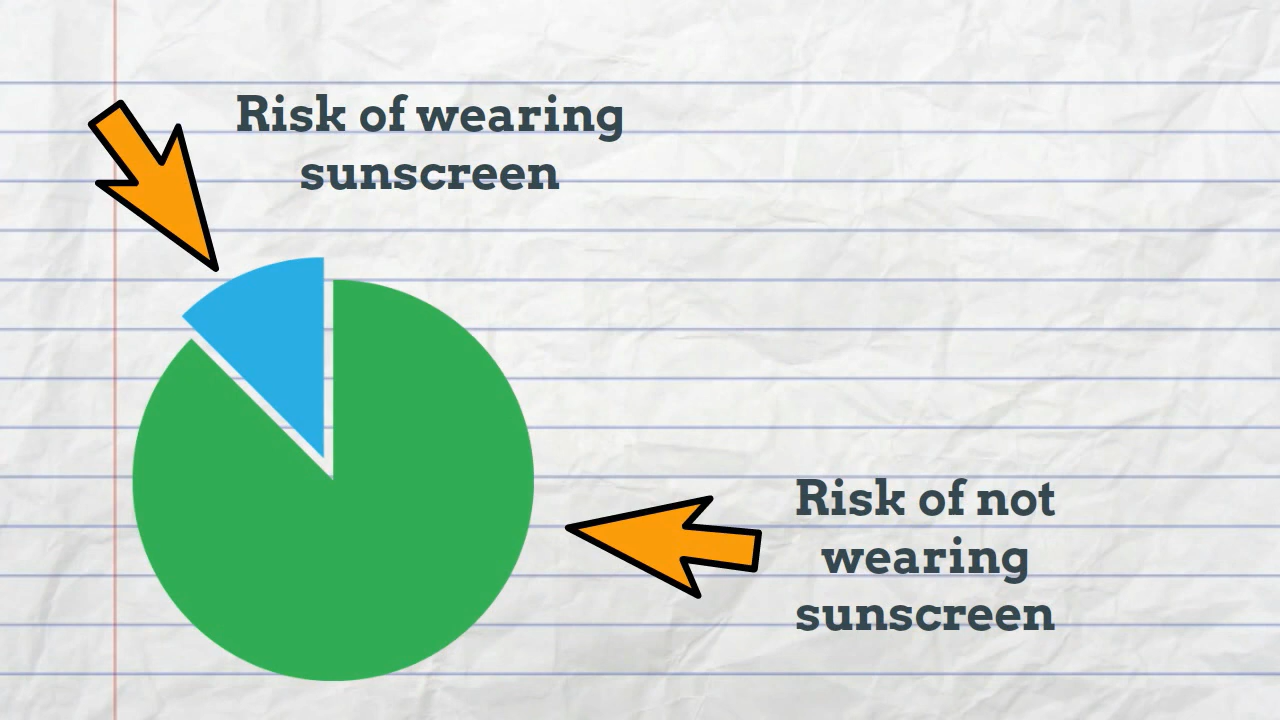 Risk of wearing
sunscreen
Risk of not
wearing
sunscreen